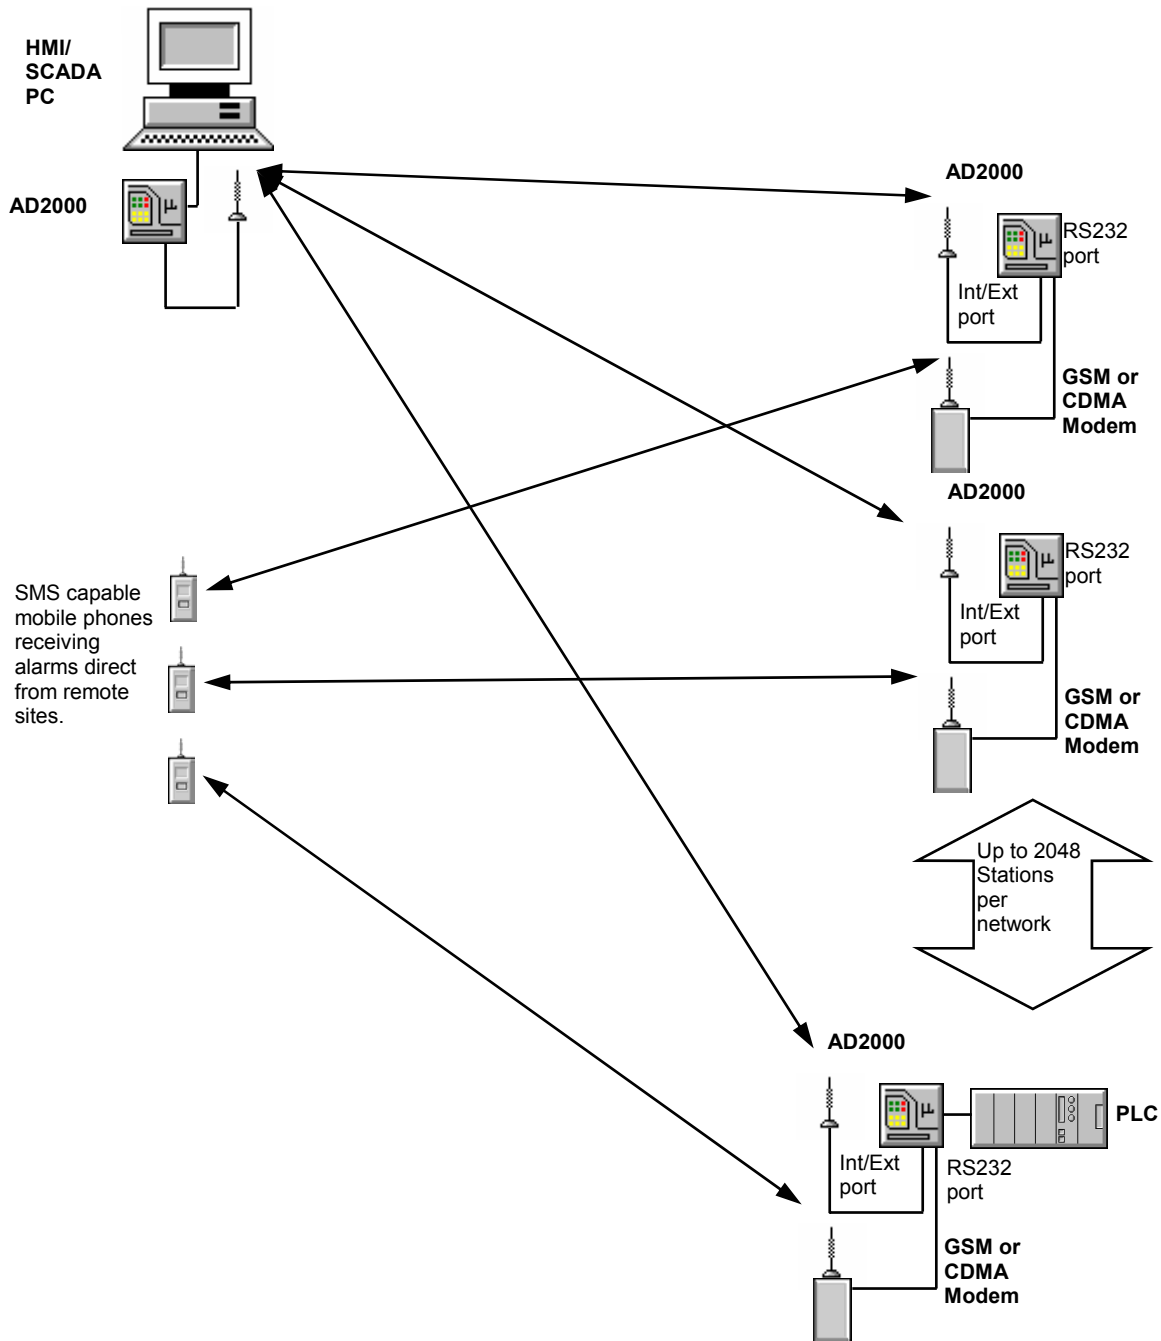 HMI/
SCADA
PC
AD2000
µ
AD2000
µ
RS232
port
Int/Ext
port
GSM or
CDMA
Modem
AD2000
µ
RS232
port
Int/Ext
port
GSM or
CDMA
Modem
SMS capable
mobile phones
receiving
alarms direct
from remote
sites.
Up to 2048
Stations
per
network
AD2000
µ
PLC
Int/Ext
port
RS232
port
GSM or
CDMA
Modem